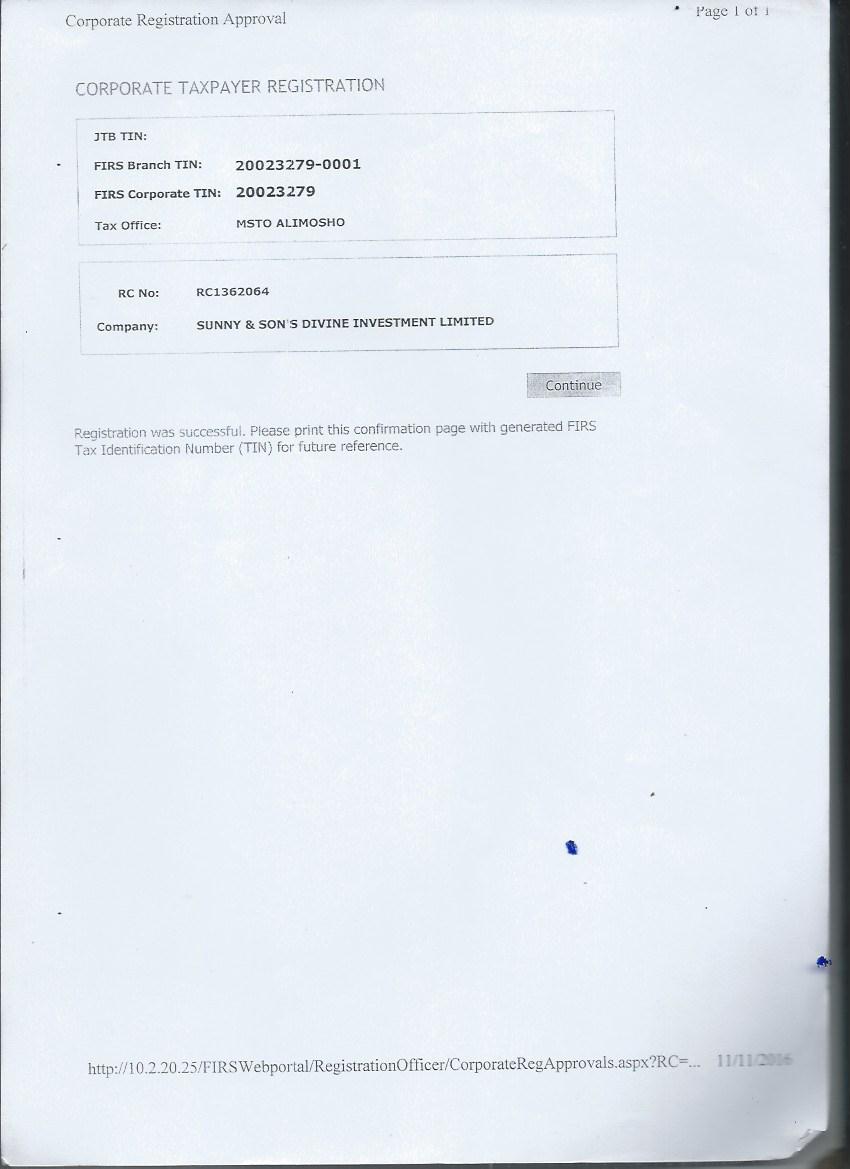 Corporate Registration Approval
Page 1 of 1
CORPORATE TAXPAYER REGISTRATION
JTB TIN:
FIRS Branch TIN: 20023279-0001
FIRS Corporate TIN: 20023279
Tax Office: MSTO ALIMOSHO
RC No: RC1362064
Company: SUNNY & SON'S DIVINE INVESTMENT LIMITED
Continue
Registration was successful. Please print this confirmation page with generated FIRS
Tax Identification Number (TIN) for future reference.
http://10.2.20.25/FIRSWebportal/RegistrationOfficer/CorporateRegApprovals.aspx?RC=... 11/11/2016